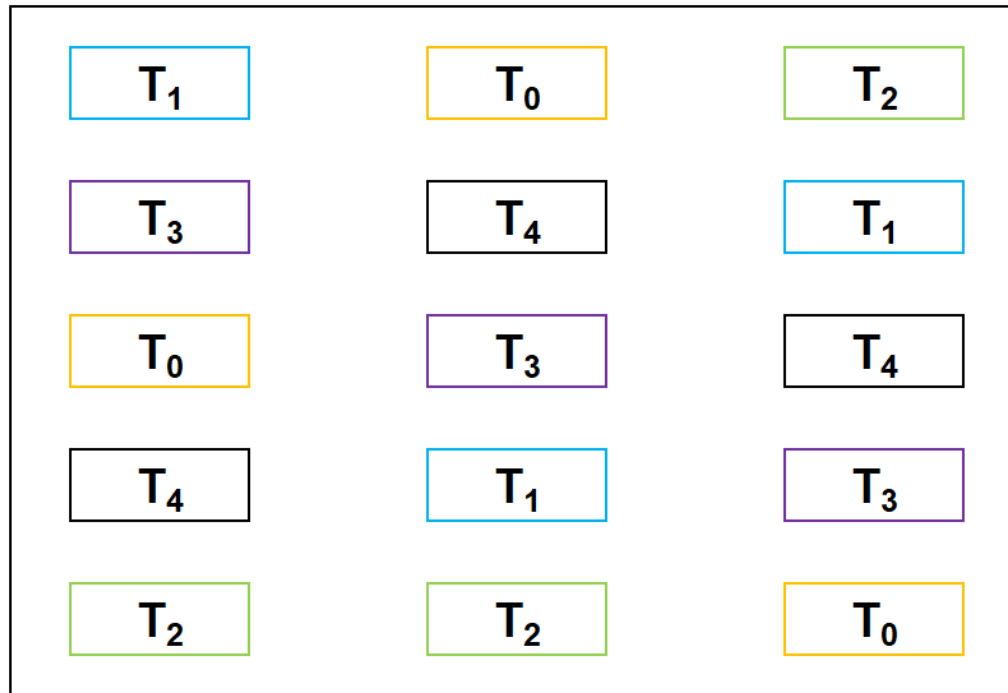 T₁ T₀ T₂
T₃ T₄ T₁
T₀ T₃ T₄
T₄ T₁ T₃
T₂ T₂ T₀